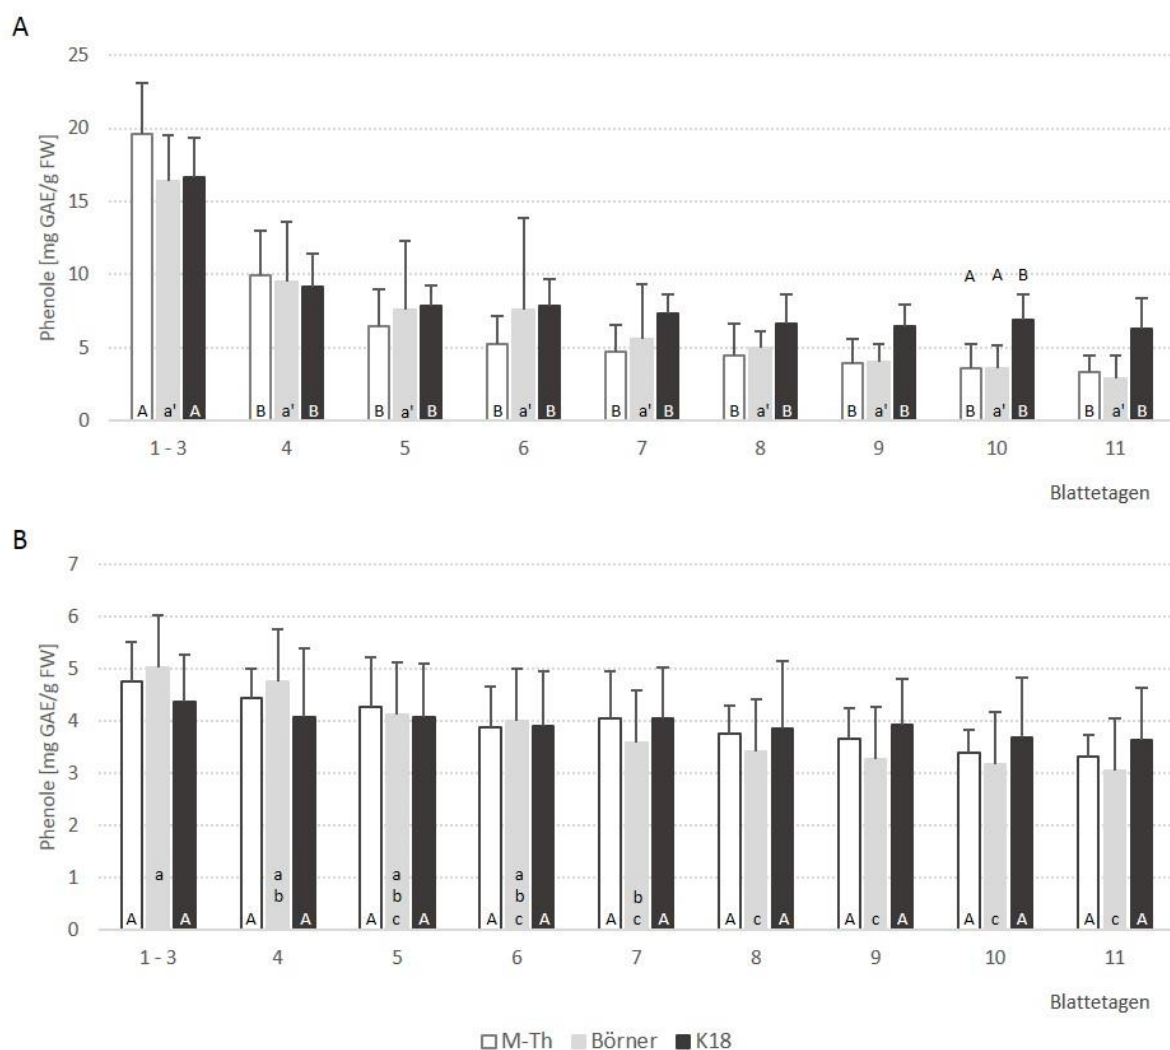 A
25
20
15
10
5
0
Phenole [mg GAE/g FW]
A A B
A a' A B a' B B a' B B a' B B a' B B a' B B a' B B a' B B a' B
1 - 3 4 5 6 7 8 9 10 11
Blattetagen
B
7
6
5
4
3
2
1
0
Phenole [mg GAE/g FW]
a a a a
b b b b
A A A A A c A A c A A c A A c A A c A A c A A c A
1 - 3 4 5 6 7 8 9 10 11
Blattetagen
M-Th Börner K18